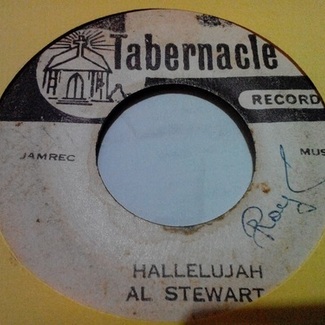 Tabernacle
RECORD
JAMREC
MUS
Roy
HALLELUJAH
AL STEWART